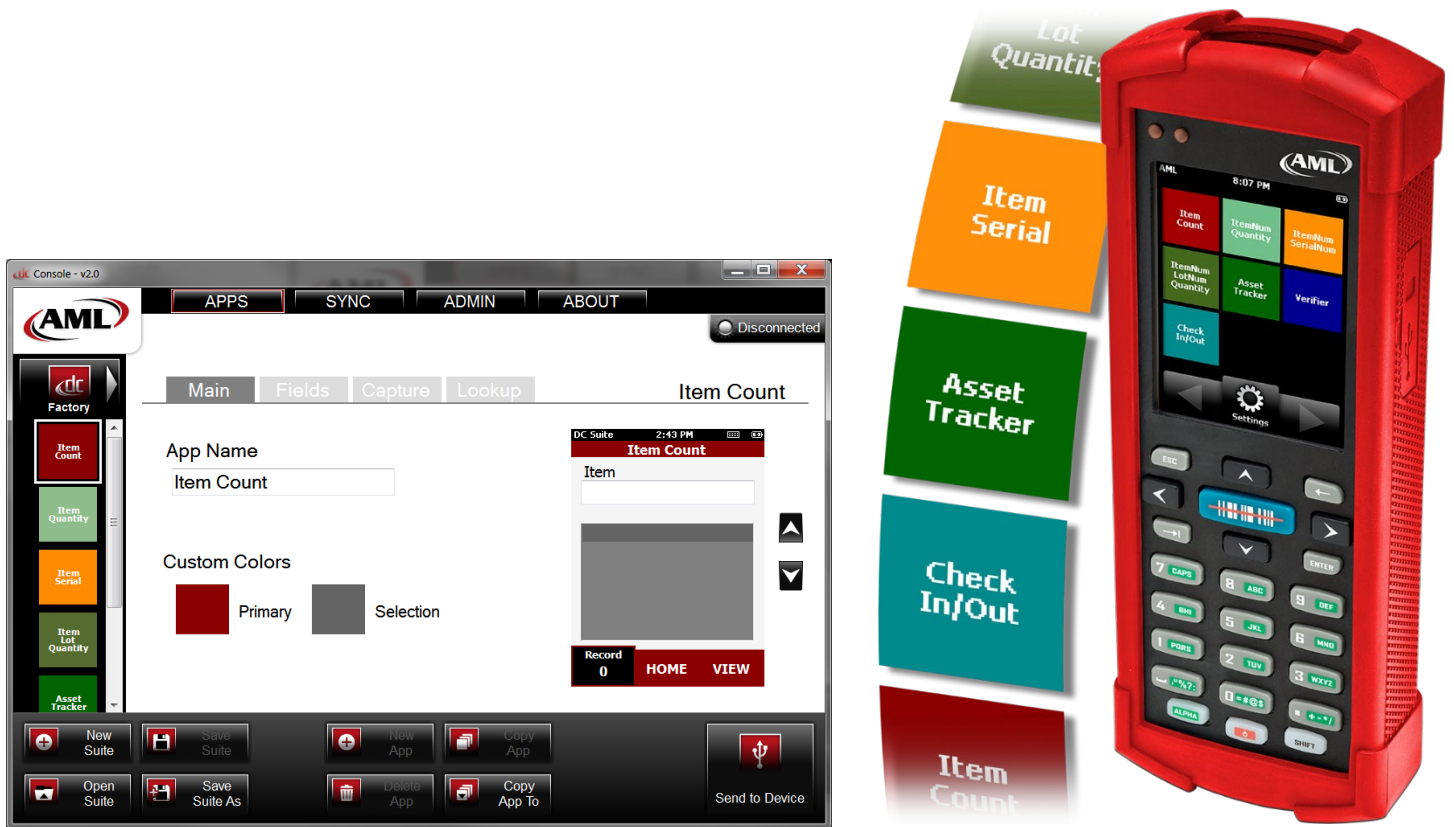 dc Console - v2.0
AML
APPS
SYNC
ADMIN
ABOUT
Disconnected
dc
Factory
Item
Count
Item
Quantity
Item
Serial
Item
Lot
Quantity
Asset
Tracker
Main
Fields
Capture
Lookup
Item Count
App Name
Item Count
Custom Colors
Primary
Selection
DC Suite
2:43 PM
Item Count
Item
Record
0
HOME
VIEW
New
Suite
Save
Suite
New
App
Copy
App
Open
Suite
Save
Suite As
Delete
App
Copy
App To
Send to Device
Lot
Quantity
Item
Serial
Asset
Tracker
Check
In/Out
Item
Count
AML
AML
8:07 PM
Item
Count
ItemNum
Quantity
ItemNum
SerialNum
ItemNum
LotNum
Quantity
Asset
Tracker
Verifier
Check
In/Out
Settings
ESC
ENTER
7 CAPS
8 ABC
9 DEF
4 GHI
5 JKL
6 MNO
1 PQRS
2 TUV
3 WXYZ
."%?:
0 =#@$
. +-*/
ALPHA
SHIFT